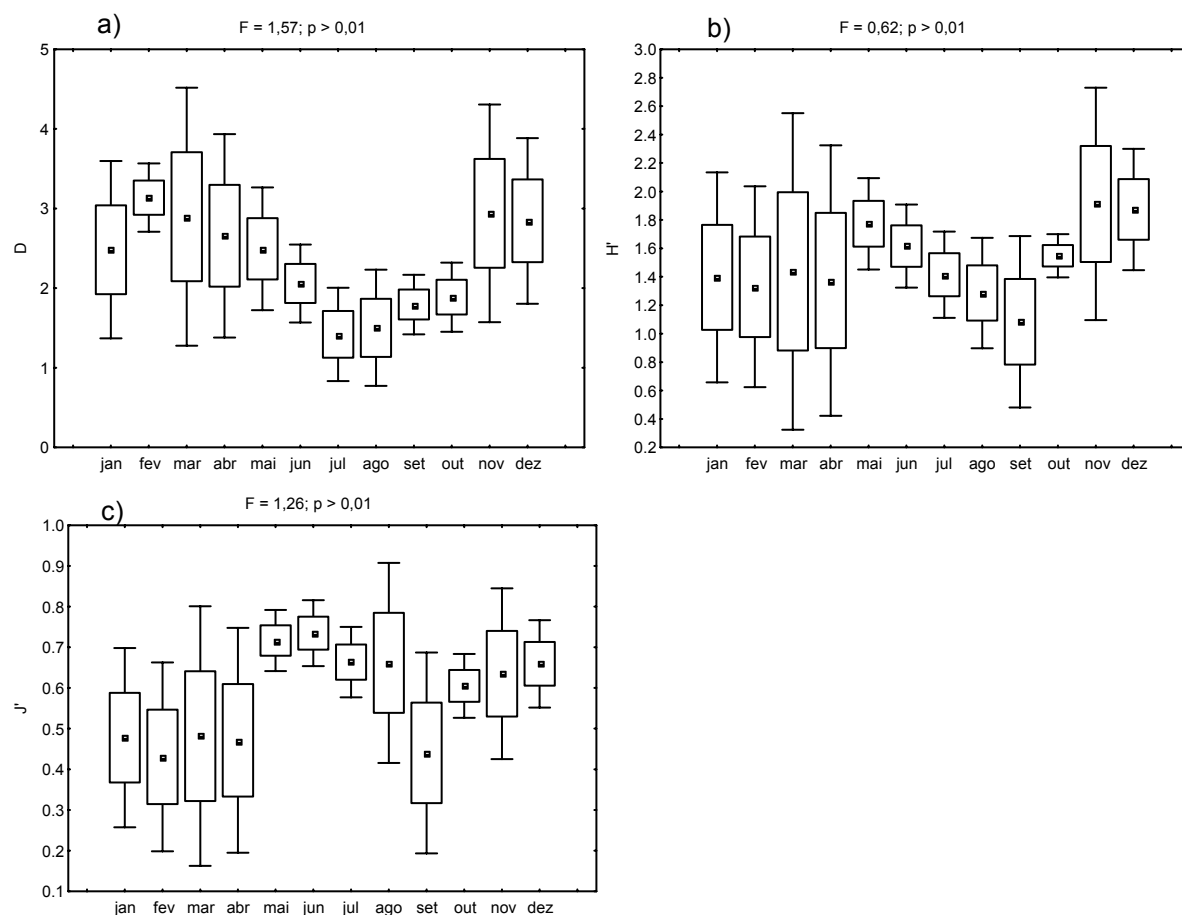 a)
F = 1,57; p > 0,01
5
4
3
2
1
0
D
jan fev mar abr mai jun jul ago set out nov dez
b)
F = 0,62; p > 0,01
3.0
2.8
2.6
2.4
2.2
2.0
1.8
1.6
1.4
1.2
1.0
0.8
0.6
0.4
0.2
H'
jan fev mar abr mai jun jul ago set out nov dez
c)
F = 1,26; p > 0,01
1.0
0.9
0.8
0.7
0.6
0.5
0.4
0.3
0.2
0.1
J'
jan fev mar abr mai jun jul ago set out nov dez